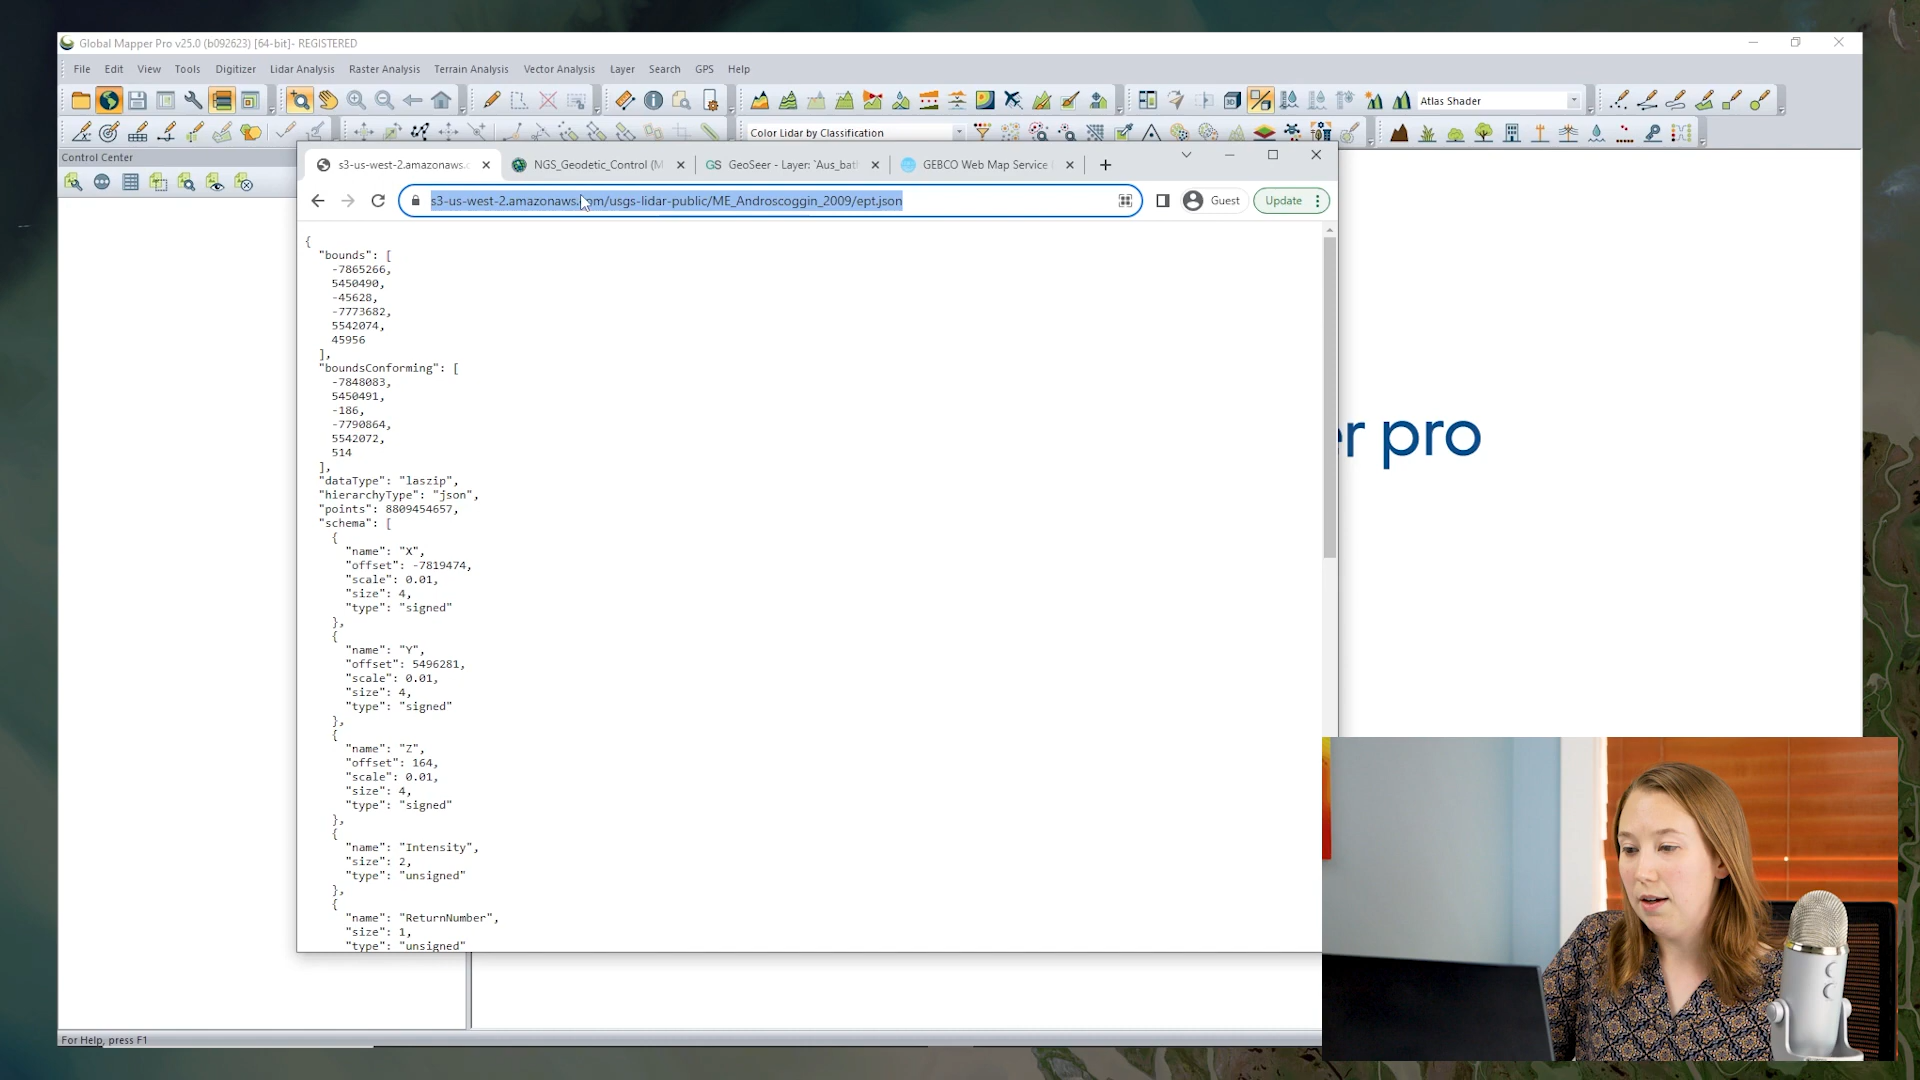 Global Mapper Pro v25.0 (b092623) [64-bit]- REGISTERED
File Edit View Tools Digitizer Lidar Analysis Raster Analysis Terrain Analysis Vector Analysis Layer Search GPS Help
Atlas Shader
Color Lidar by Classification
Control Center
s3-us-west-2.amazonaws.c
NGS_Geodetic_Control (M
GS GeoSeer - Layer: `Aus_bat
GEBCO Web Map Service
s3-us-west-2.amazonaws.com/usgs-lidar-public/ME_Androscoggin_2009/ept.json
Guest
Update
{
"bounds": [
-7865266,
5450490,
-45628,
-7773682,
5542074,
45956
],
"boundsConforming": [
-7848083,
5450491,
-186,
-7790864,
5542072,
514
],
"dataType": "laszip",
"hierarchyType": "json",
"points": 8809454657,
"schema": [
{
"name": "X",
"offset": -7819474,
"scale": 0.01,
"size": 4,
"type": "signed"
},
{
"name": "Y",
"offset": 5496281,
"scale": 0.01,
"size": 4,
"type": "signed"
},
{
"name": "Z",
"offset": 164,
"scale": 0.01,
"size": 4,
"type": "signed"
},
{
"name": "Intensity",
"size": 2,
"type": "unsigned"
},
{
"name": "ReturnNumber",
"size": 1,
"type": "unsigned"
er pro
For Help, press F1